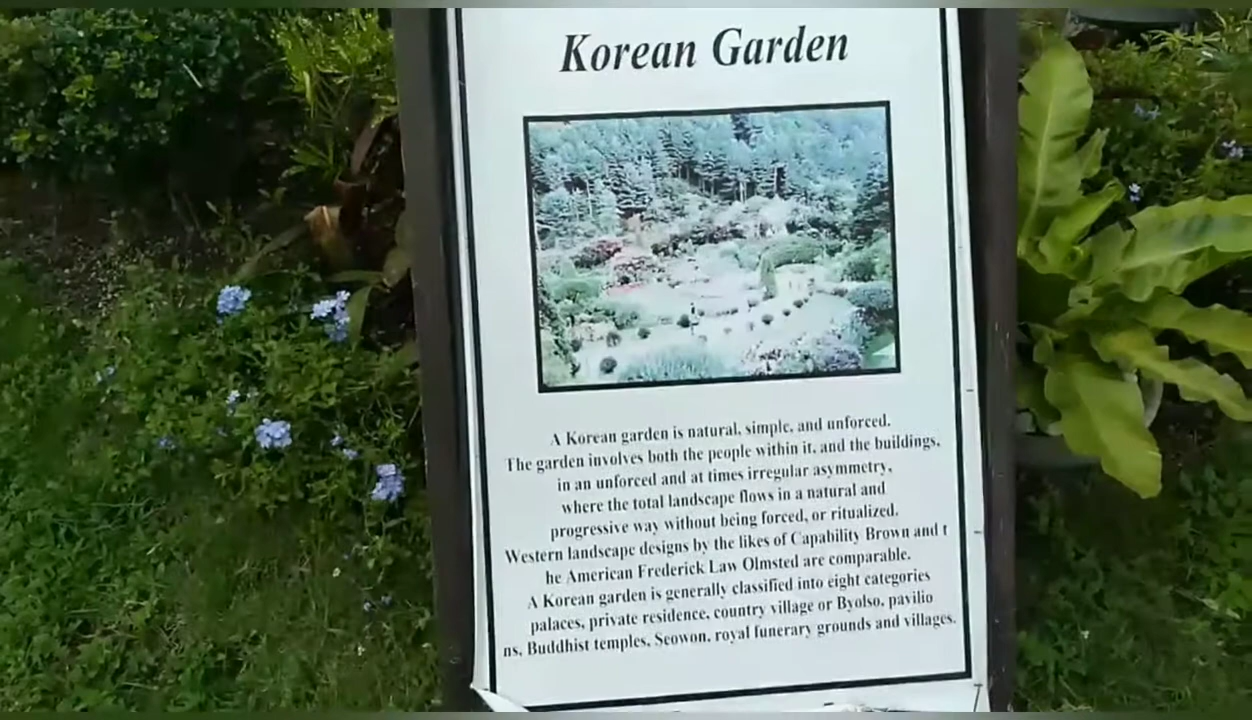 Korean Garden
A Korean garden is natural, simple, and unforced.
The garden involves both the people within it, and the buildings,
in an unforced and at times irregular asymmetry,
where the total landscape flows in a natural and
progressive way without being forced, or ritualized.
Western landscape designs by the likes of Capability Brown and t
he American Frederick Law Olmsted are comparable.
A Korean garden is generally classified into eight categories
palaces, private residence, country village or Byolso, pavilio
ns, Buddhist temples, Seowon, royal funerary grounds and villages.